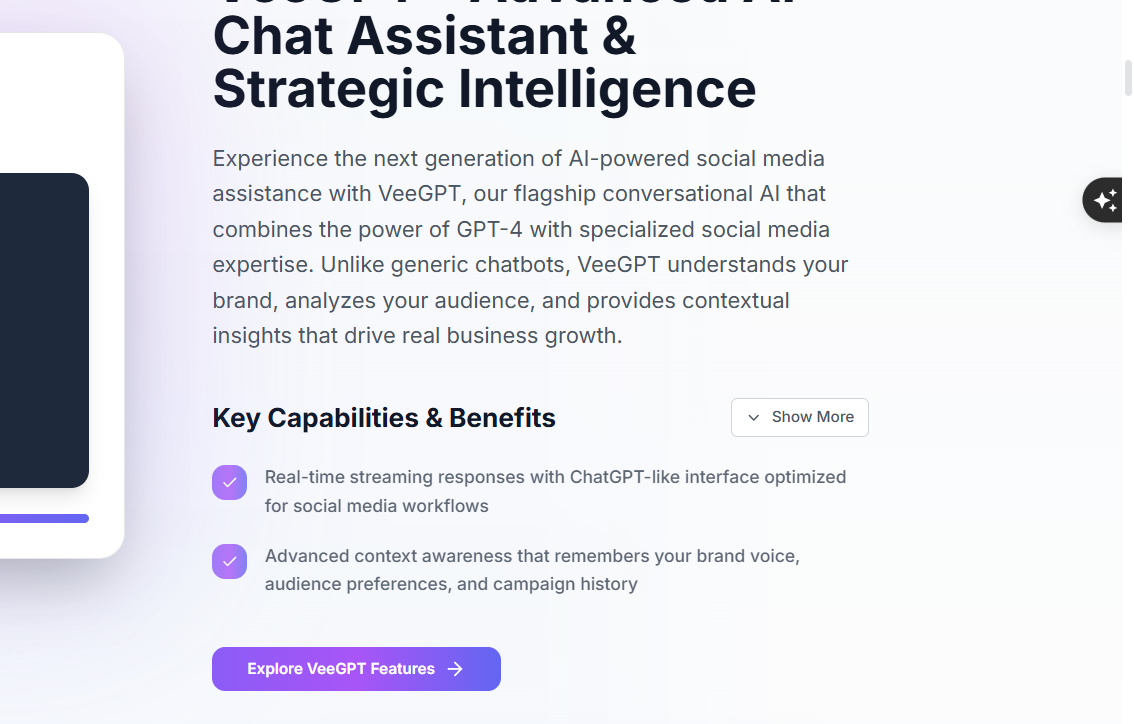 VeeGPT - Advanced AI
Chat Assistant &
Strategic Intelligence
Experience the next generation of AI-powered social media
assistance with VeeGPT, our flagship conversational AI that
combines the power of GPT-4 with specialized social media
expertise. Unlike generic chatbots, VeeGPT understands your
brand, analyzes your audience, and provides contextual
insights that drive real business growth.
Key Capabilities & Benefits
Show More
Real-time streaming responses with ChatGPT-like interface optimized
for social media workflows
Advanced context awareness that remembers your brand voice,
audience preferences, and campaign history
Explore VeeGPT Features